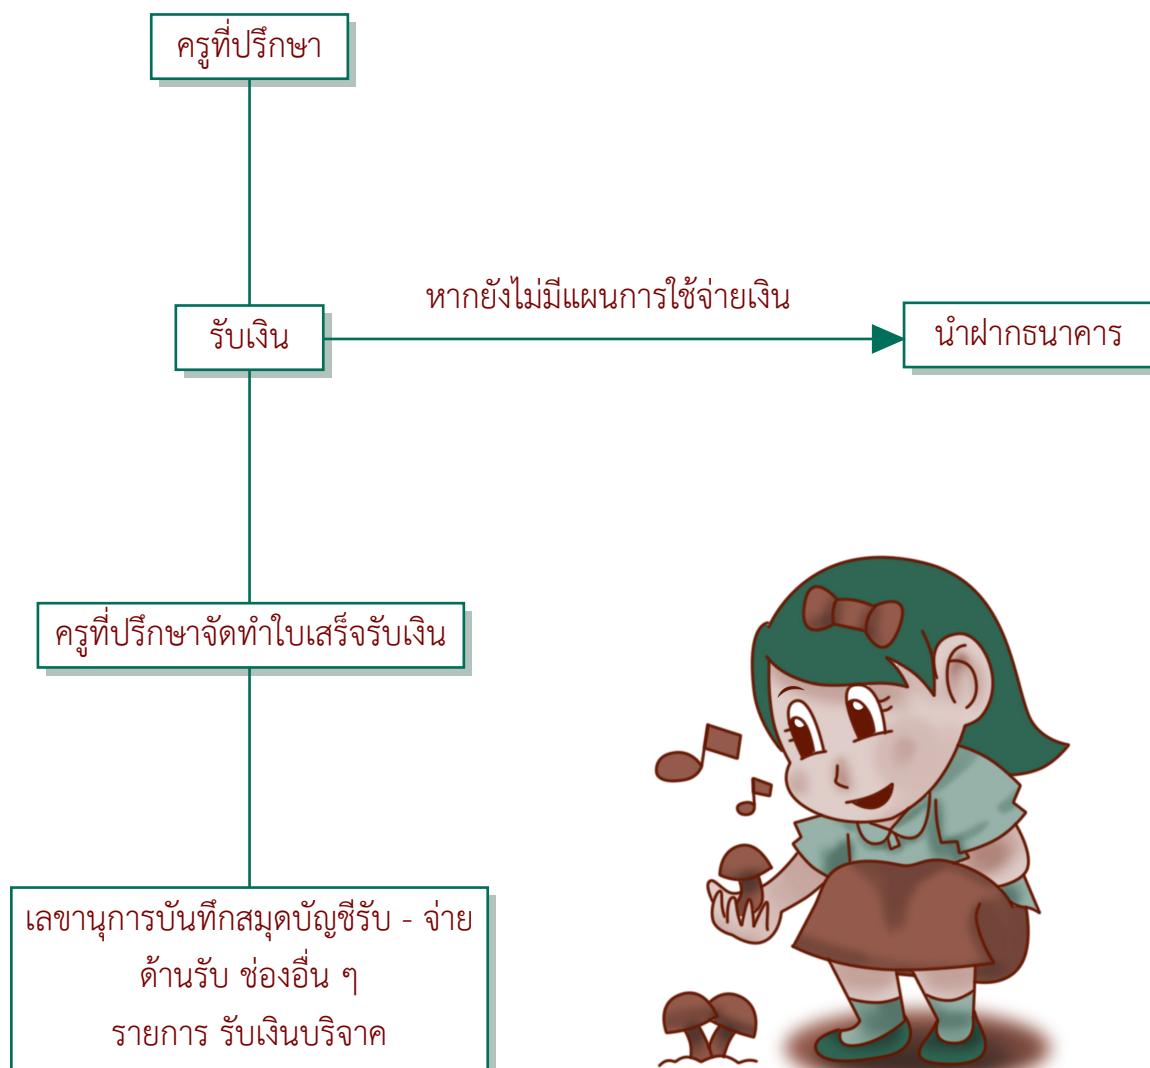 ครูที่ปรึกษา
หากยังไม่มีแผนการใช้จ่ายเงิน
รับเงิน
นำฝากธนาคาร
ครูที่ปรึกษาจัดทำใบเสร็จรับเงิน
เลขานุการบันทึกสมุดบัญชีรับ - จ่าย
ด้านรับ ช่องอื่น ๆ
รายการ รับเงินบริจาค